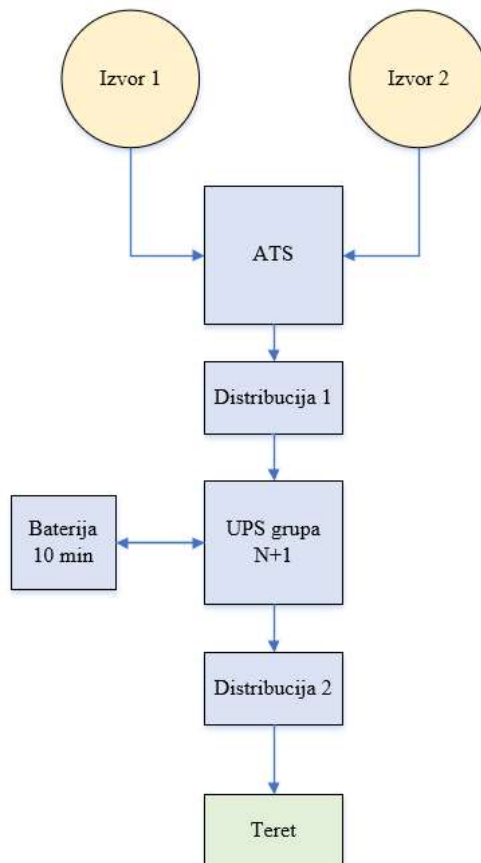 Izvor 1
Izvor 2
ATS
Distribucija 1
Baterija
10 min
UPS grupa
N+1
Distribucija 2
Teret